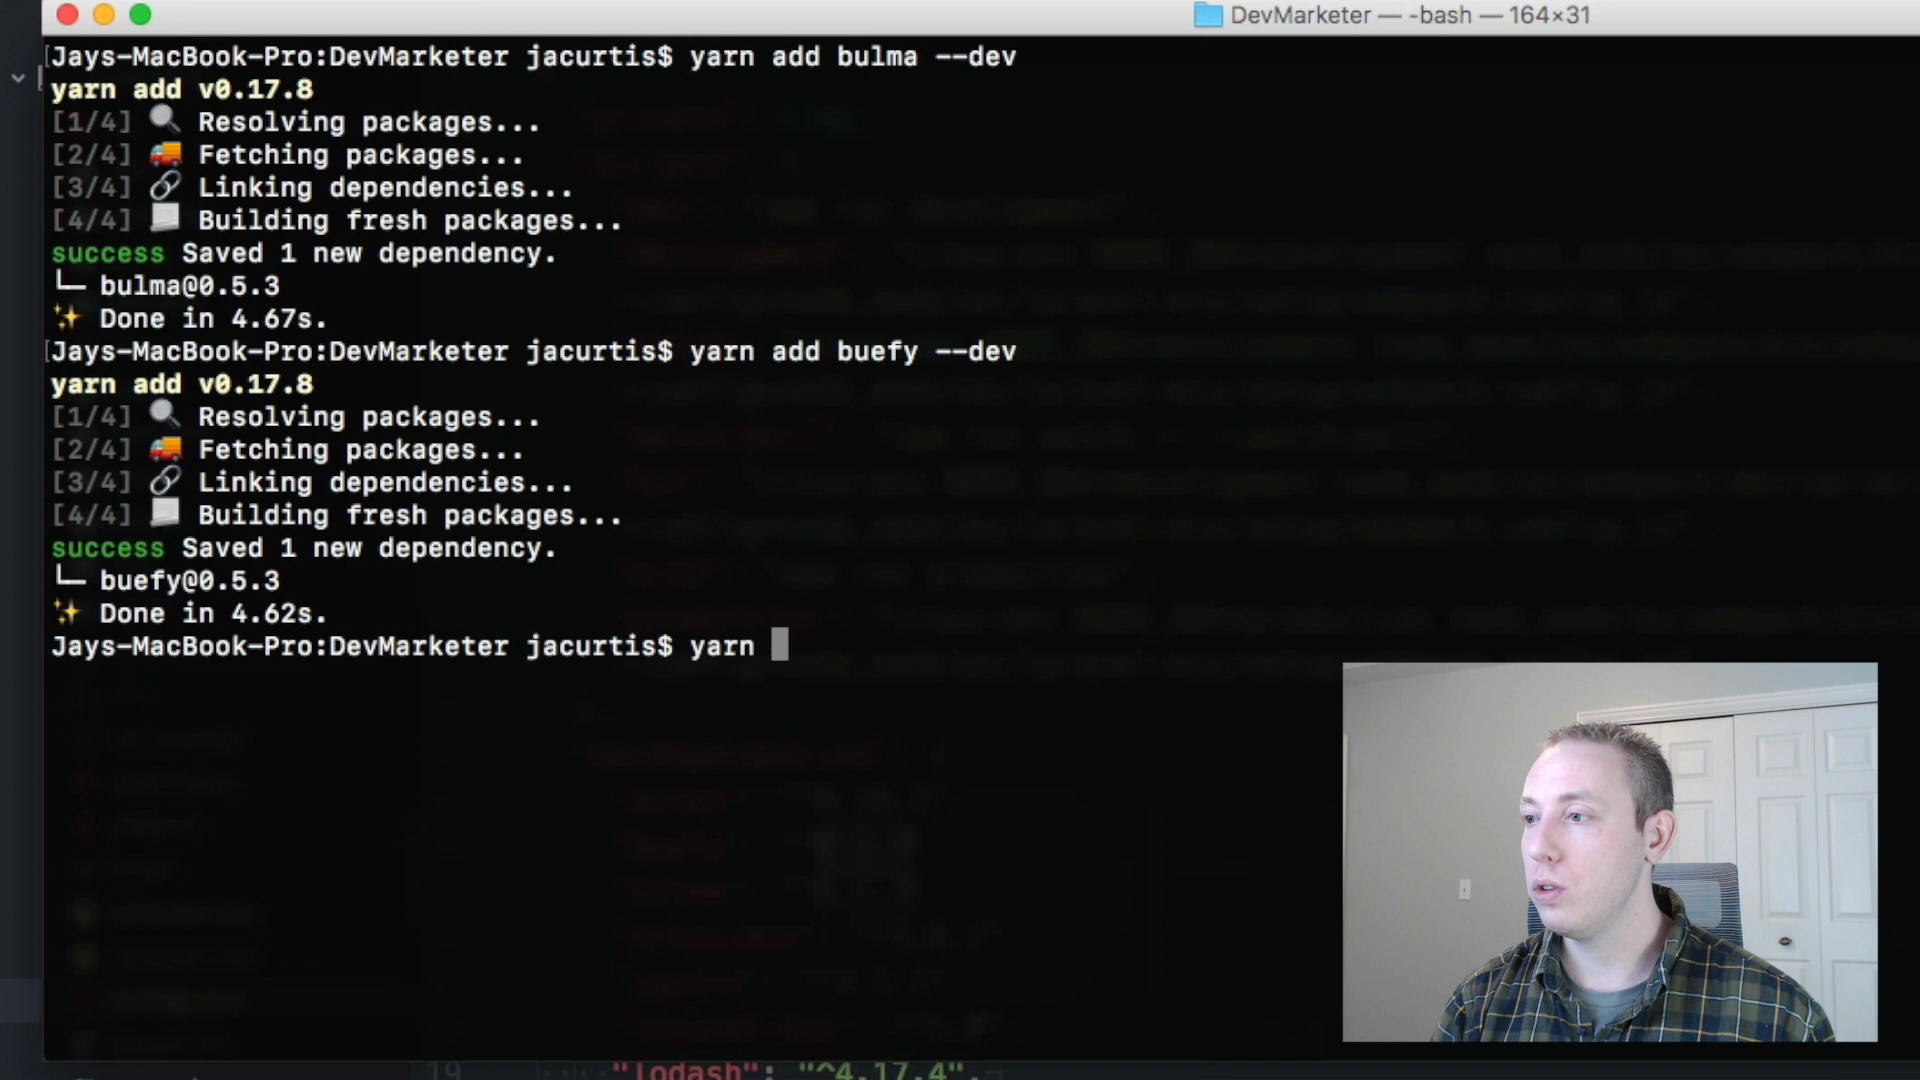 DevMarketer — -bash — 164×31
Jays-MacBook-Pro:DevMarketer jacurtis$ yarn add bulma --dev
yarn add v0.17.8
[1/4] 🔍 Resolving packages...
[2/4] 🚚 Fetching packages...
[3/4] 🔗 Linking dependencies...
[4/4] 📃 Building fresh packages...
success Saved 1 new dependency.
└─ bulma@0.5.3
✨ Done in 4.67s.
Jays-MacBook-Pro:DevMarketer jacurtis$ yarn add buefy --dev
yarn add v0.17.8
[1/4] 🔍 Resolving packages...
[2/4] 🚚 Fetching packages...
[3/4] 🔗 Linking dependencies...
[4/4] 📃 Building fresh packages...
success Saved 1 new dependency.
└─ buefy@0.5.3
✨ Done in 4.62s.
Jays-MacBook-Pro:DevMarketer jacurtis$ yarn
19 "lodash": "^4.17.4",